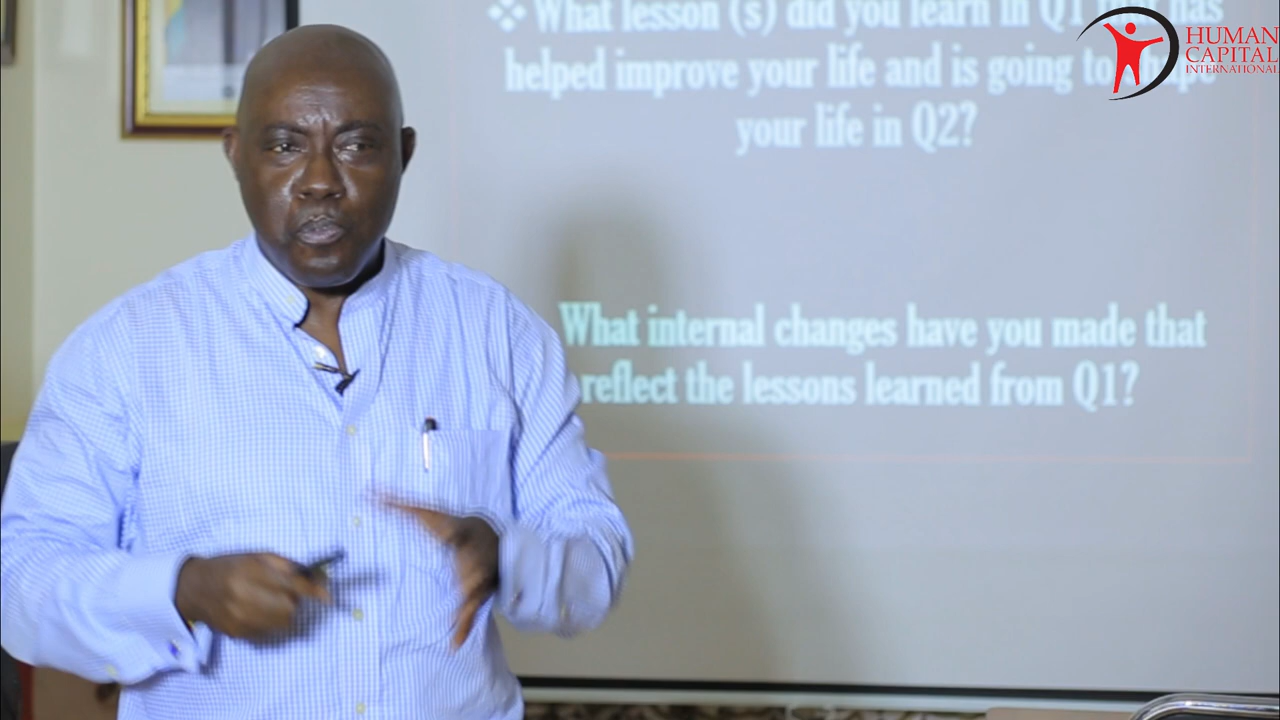 ❖What lesson (s) did you learn in Q1 has
helped improve your life and is going to
your life in Q2?
What internal changes have you made that
reflect the lessons learned from Q1?
HUMAN
CAPITAL
INTERNATIONAL